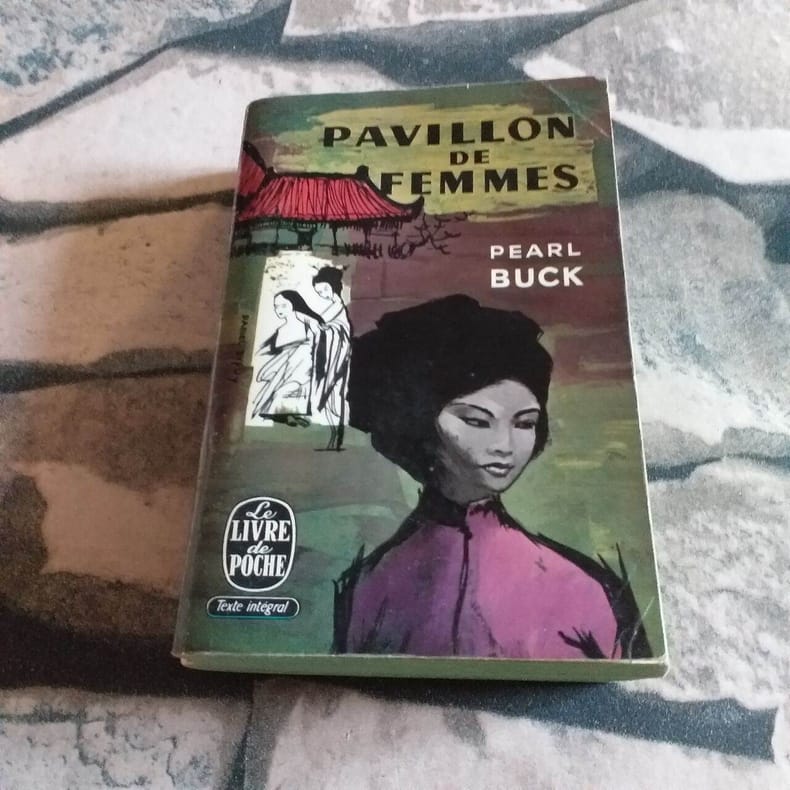 PAVILLON
DE
FEMMES
PEARL
BUCK
Le
LIVRE
de
POCHE
Texte intégral